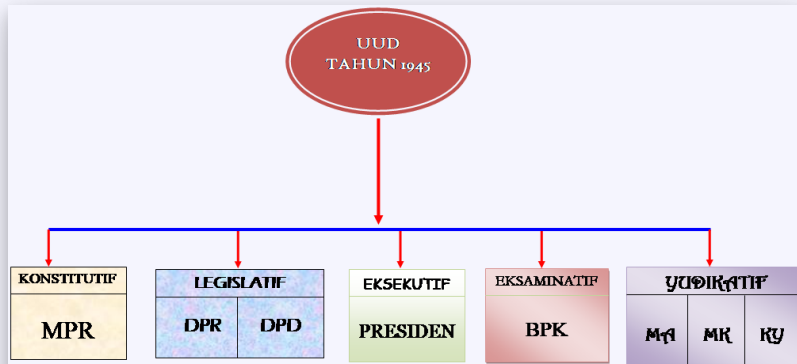 UUD
TAHUN 1945
KONSTITUTIF
MPR
LEGISLATIF
DPR DPD
EKSEKUTIF
PRESIDEN
EKSAMINATIF
BPK
YUDIKATIF
MA MK KY